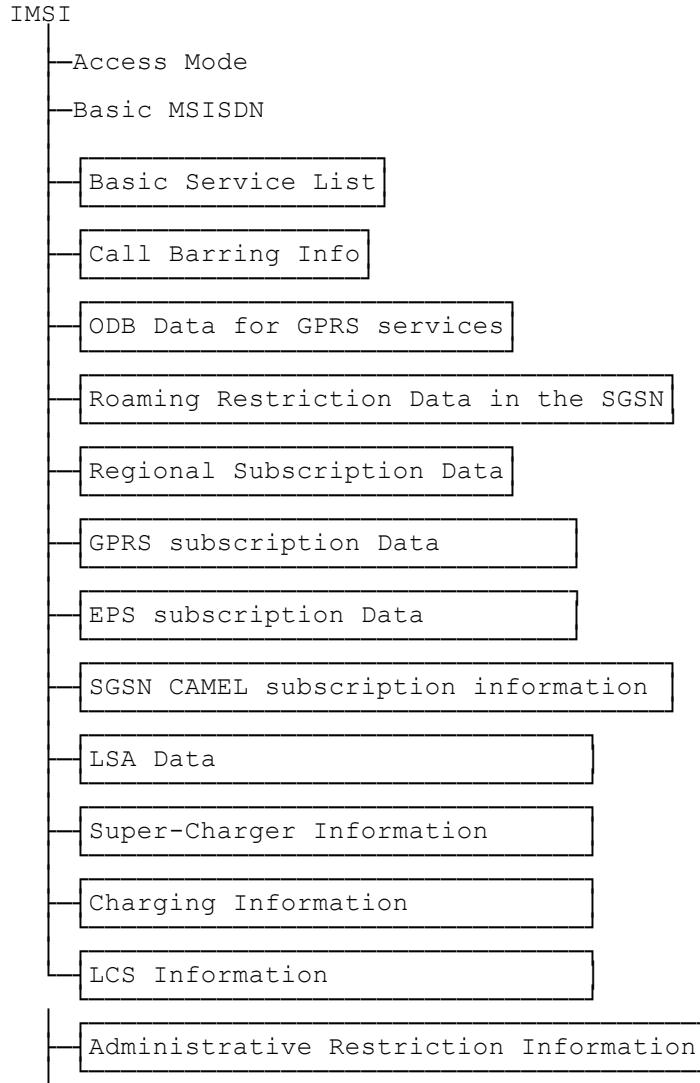 IMSI
Access Mode
Basic MSISDN
Basic Service List
Call Barring Info
ODB Data for GPRS services
Roaming Restriction Data in the SGSN
Regional Subscription Data
GPRS subscription Data
EPS subscription Data
SGSN CAMEL subscription information
LSA Data
Super-Charger Information
Charging Information
LCS Information
Administrative Restriction Information